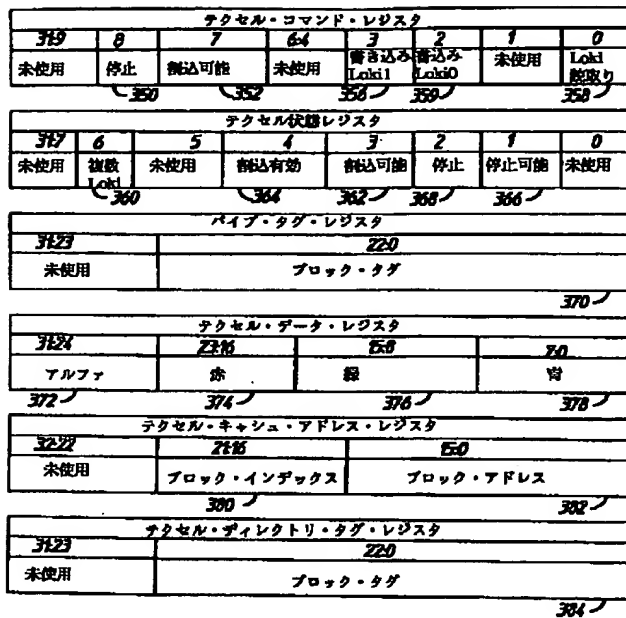 テクセル・コマンド・レジスタ
31:9 8 7 6:4 3 2 1 0
未使用 停止 割込可能 未使用 書き込み Loki1 書込み Loki0 未使用 Loki 読取り
350 352 356 359 358
テクセル状態レジスタ
31:7 6 5 4 3 2 1 0
未使用 複数 Loki 未使用 割込有効 割込可能 停止 停止可能 未使用
360 364 362 368 366
パイプ・タグ・レジスタ
31:23 22:0
未使用 ブロック・タグ
370
テクセル・データ・レジスタ
31:24 23:16 15:8 7:0
アルファ 赤 緑 青
372 374 376 378
テクセル・キャシュ・アドレス・レジスタ
32:22 21:16 15:0
未使用 ブロック・インデックス ブロック・アドレス
380 382
テクセル・ディレクトリ・タグ・レジスタ
31:23 22:0
未使用 ブロック・タグ
384